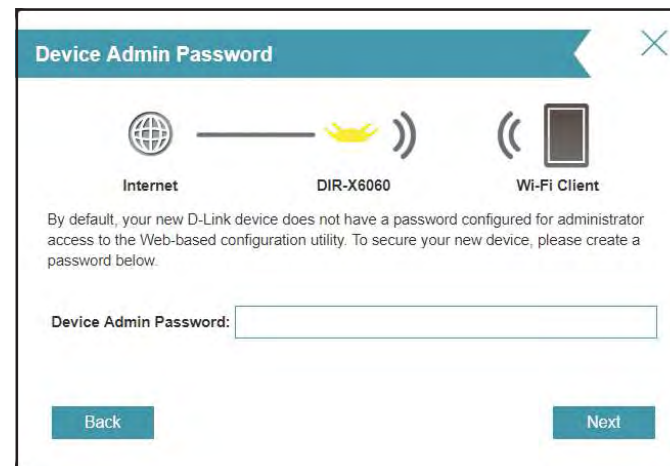 Device Admin Password
Internet
DIR-X6060
Wi-Fi Client
By default, your new D-Link device does not have a password configured for administrator
access to the Web-based configuration utility. To secure your new device, please create a
password below.
Device Admin Password:
Back
Next